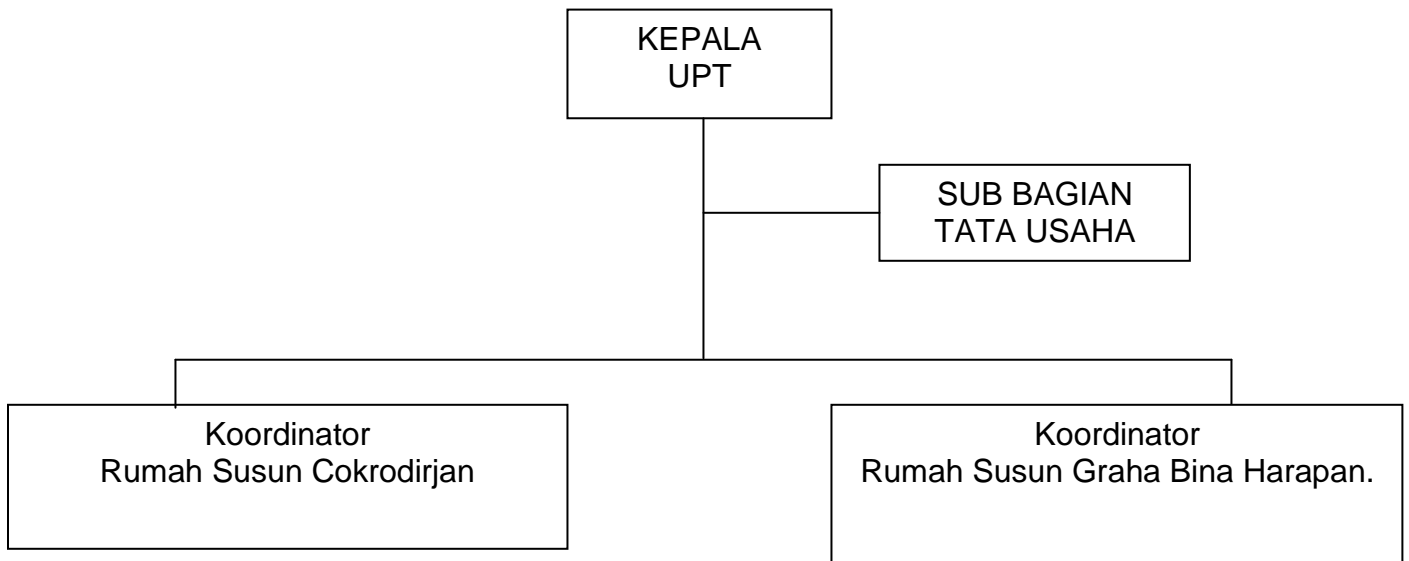 KEPALA
UPT
SUB BAGIAN
TATA USAHA
Koordinator
Rumah Susun Cokrodirjan
Koordinator
Rumah Susun Graha Bina Harapan.